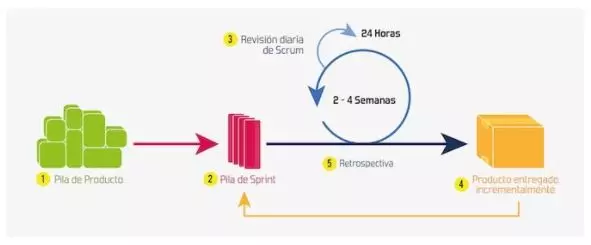 3 Revisión diaria
de Scrum
24 Horas
2 - 4 Semanas
1 Pila de Producto
2 Pila de Sprint
5 Retrospectiva
4 Producto entregado
incrementalmente